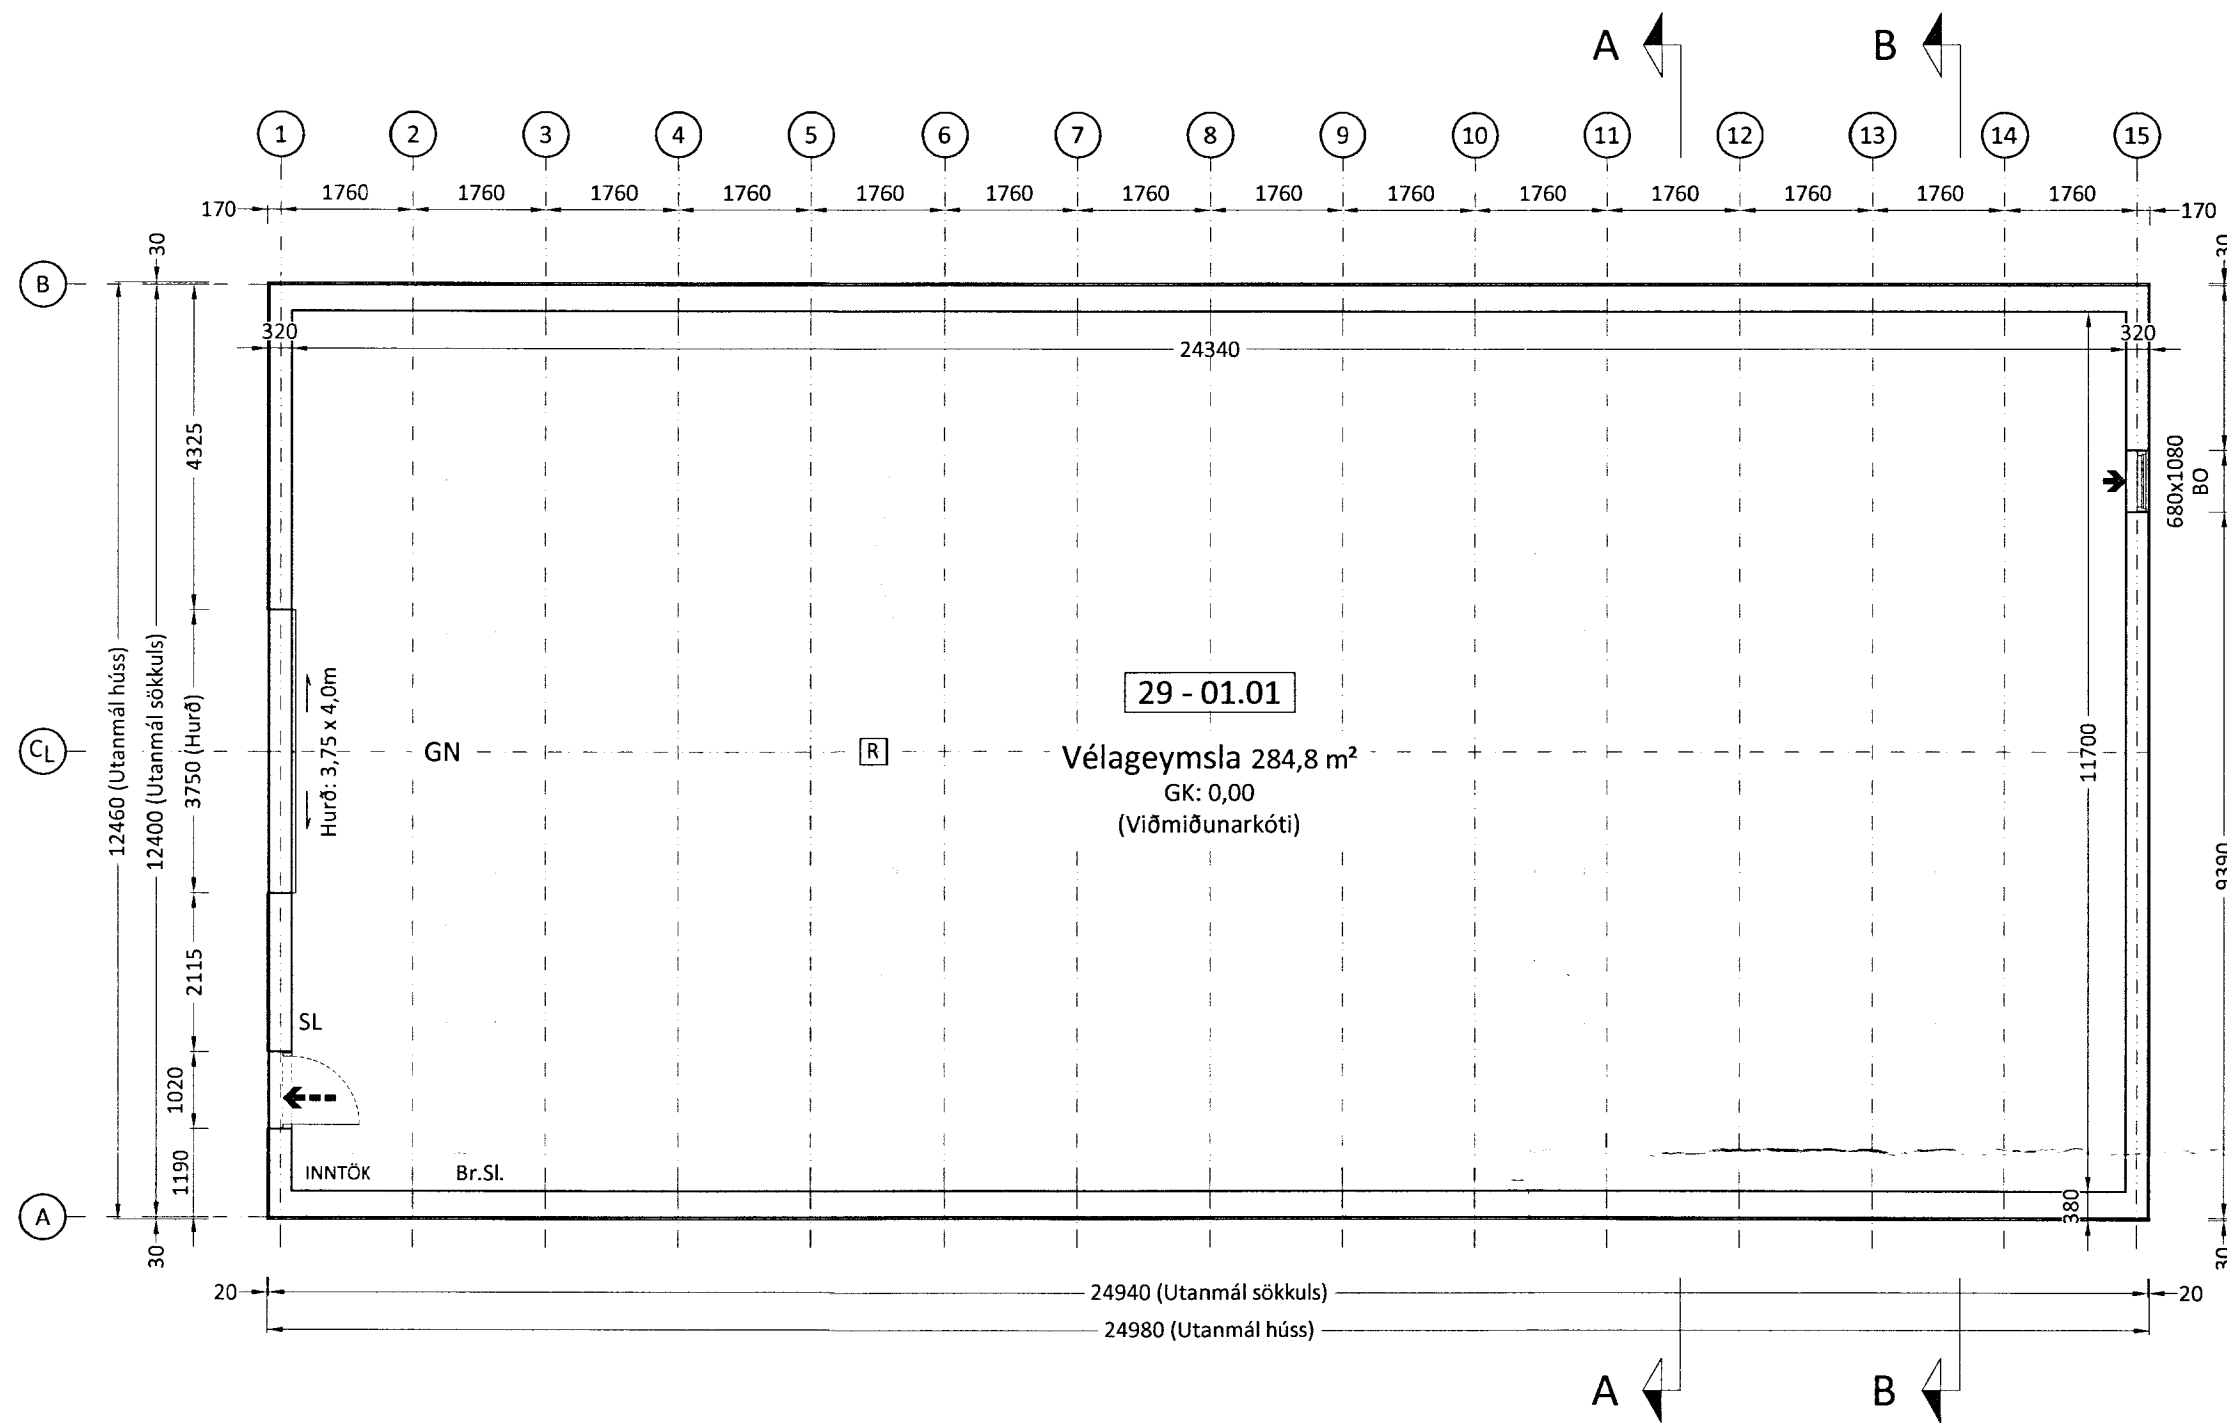 A B
1 2 3 4 5 6 7 8 9 10 11 12 13 14 15
1760 1760 1760 1760 1760 1760 1760 1760 1760 1760 1760 1760 1760 1760
170 170
30 30
B
320 320
24340
4325
680x1080
BO
12460 (Utanmál húss)
12400 (Utanmál sökkuls)
3750 (Hurð)
Hurð: 3,75 x 4,0m
29 - 01.01
CL GN R Vélageymsla 284,8 m²
GK: 0,00
(Viðmiðunarkóti)
11700
9390
2115
SL
1020
1190
INNTÖK Br.Sl.
380
A
30 30
20 24940 (Utanmál sökkuls) 20
24980 (Utanmál húss)
A B